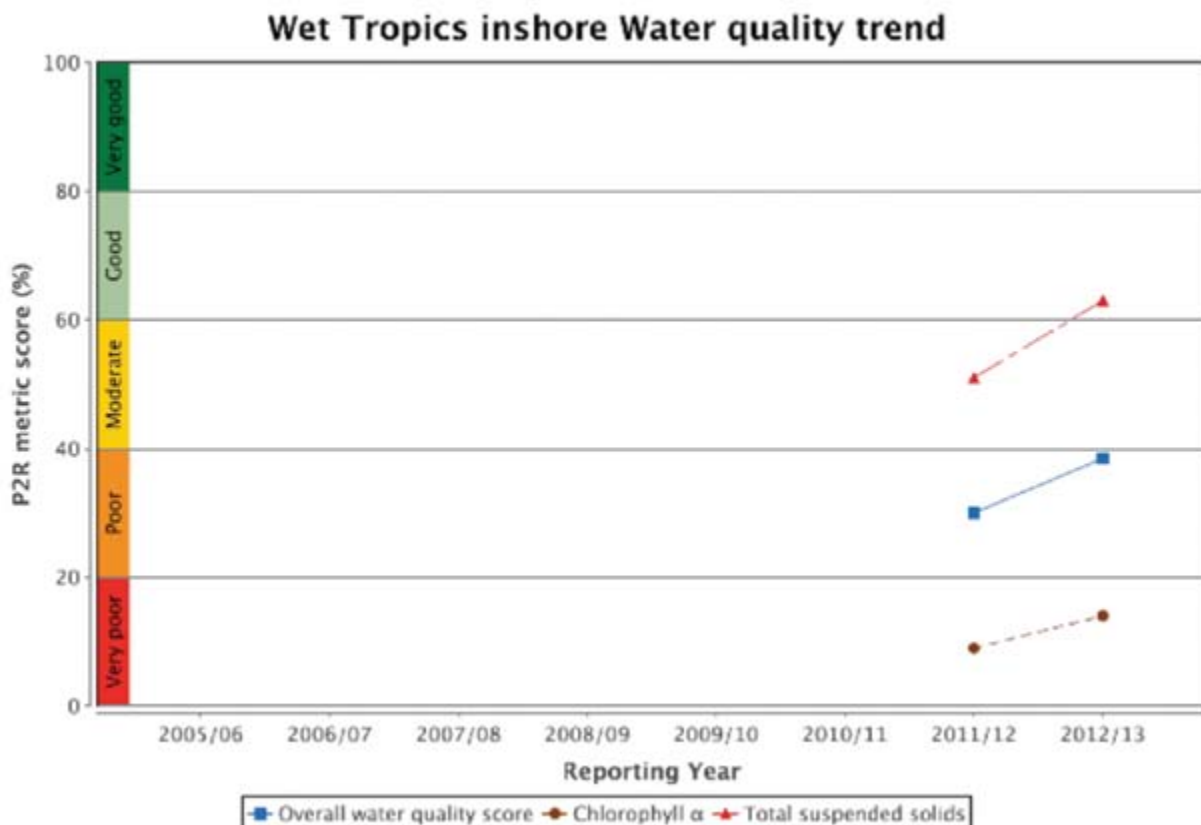 Wet Tropics inshore Water quality trend
100
80
60
40
20
0
P2R metric score (%)
Very good
Good
Moderate
Poor
Very poor
2005/06 2006/07 2007/08 2008/09 2009/10 2010/11 2011/12 2012/13
Reporting Year
Overall water quality score Chlorophyll α Total suspended solids